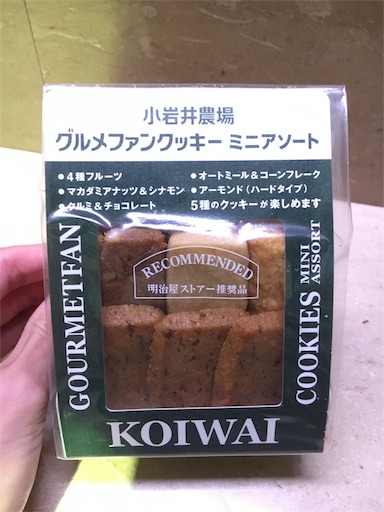 小岩井農場
グルメファンクッキー ミニアソート
●4種フルーツ
●マカダミアナッツ&シナモン
●クルミ&チョコレート
●オートミール&コーンフレーク
●アーモンド(ハードタイプ)
5種のクッキーが楽しめます
GOURMETFAN
RECOMMENDED
明治屋ストアー推奨品
COOKIES MINI ASSORT
KOIWAI